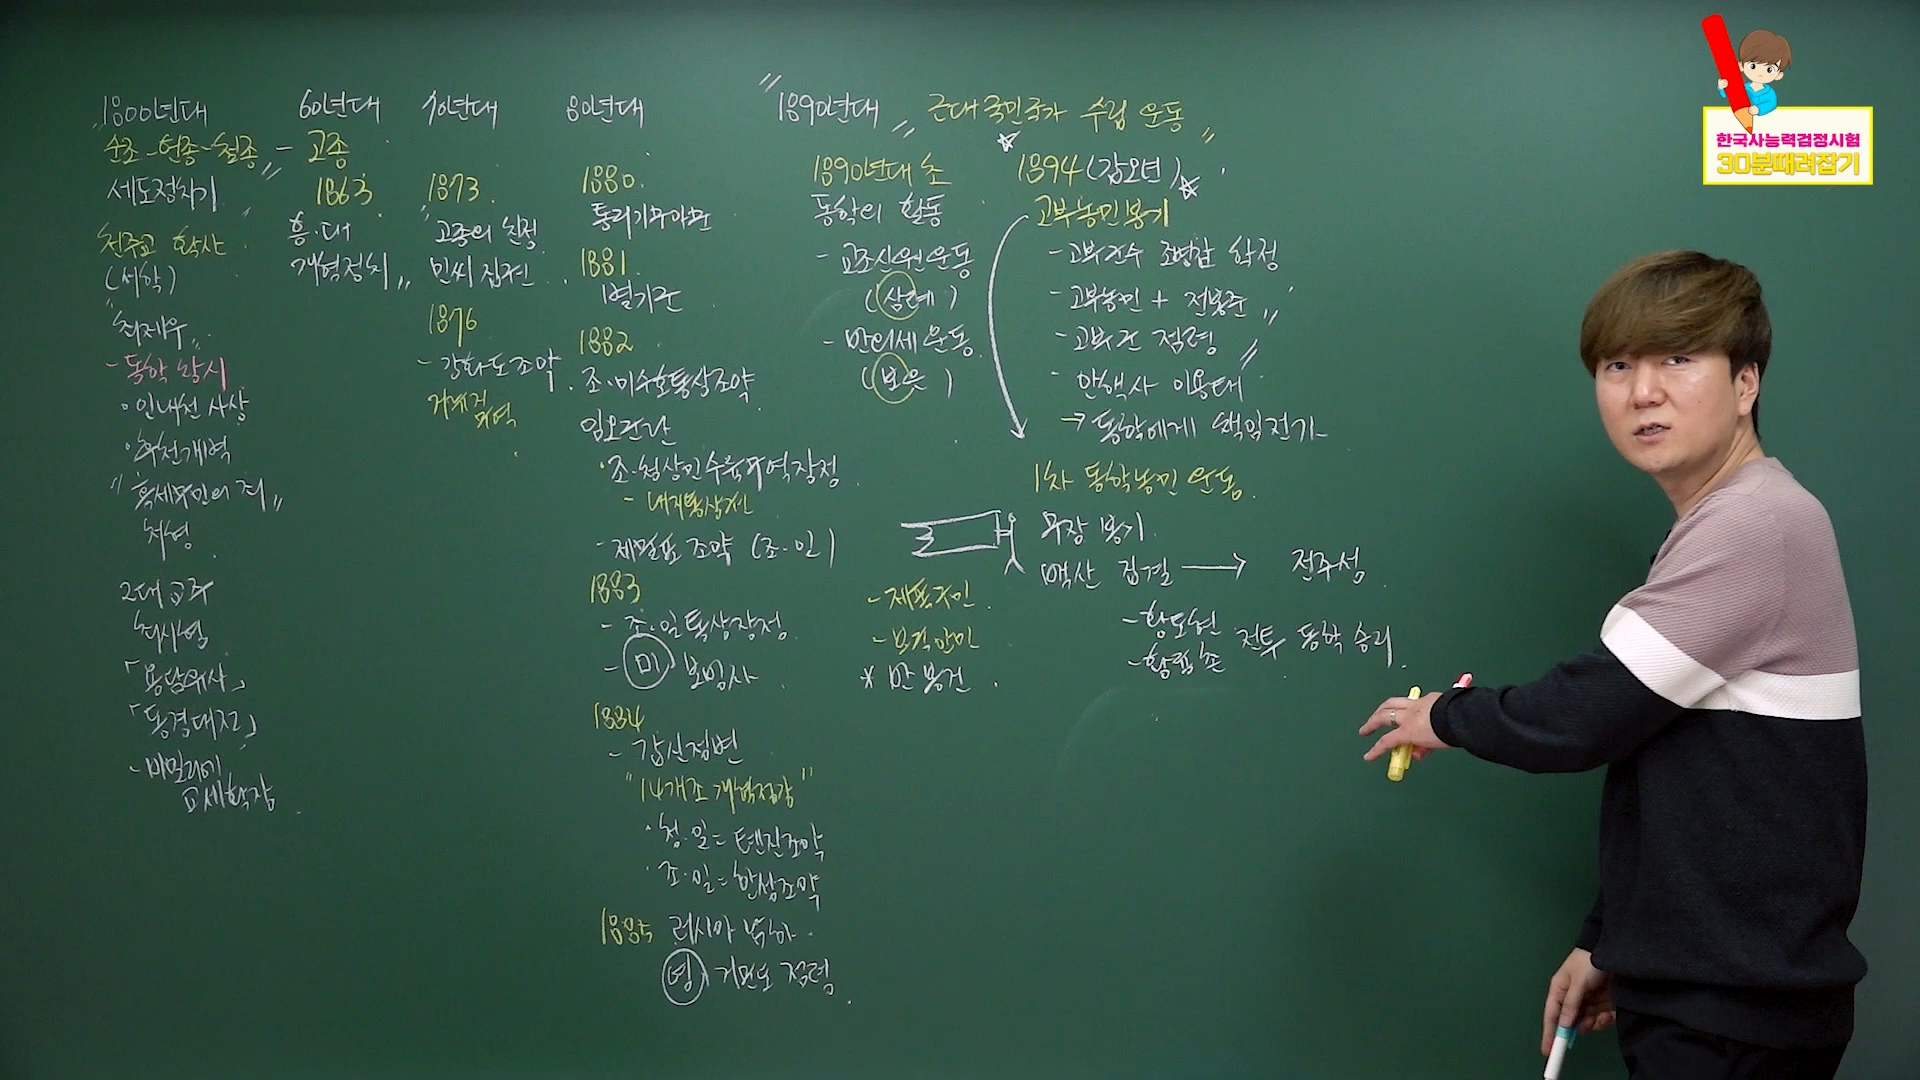 1800년대
순조-헌종-철종 - 고종
세도정치기
천주교 확산
(서학)
"최제우"
- 동학 창시
· 인내천 사상
· 후천개벽
"혹세무민의 죄"
처형
2대 교주
최시형
「용담유사」
「동경대전」
- 비밀리에
교세확장
60년대
1863
흥·대
개혁정치"
70년대
1873
"고종의 친정
민씨 집권
1876
- 강화도조약
80년대
1880.
통리기무아문
1881.
별기군
1882
조·미수호통상조약
임오군란
· 조·청상민수륙무역장정
- 내지통상권
- 제물포 조약 (조·일)
1883
- 조·일통상장정
- 미 보빙사
1884
- 갑신정변
"14개조 개혁정강"
· 청·일 = 톈진조약
· 조·일 = 한성조약
1885 러시아 남하
영 거문도 점령
"1890년대" 근대 국민국가 수립 운동"
1890년대 초
동학의 활동
- 교조신원운동
(삼례)
- 반외세운동
(보은)
1894 (갑오년)
고부농민봉기
- 고부군수 조병갑 학정
- 고부농민 + 전봉준"
- 고부군 점령"
- 안핵사 이용태
→ 동학에게 책임전가
1차 동학농민 운동
무장 봉기
백산 집결 → 전주성
- 제폭구민
- 보국안민
* 반봉건
- 황토현
- 황룡촌
전투 동학 승리
한국사능력검정시험
30분때려잡기